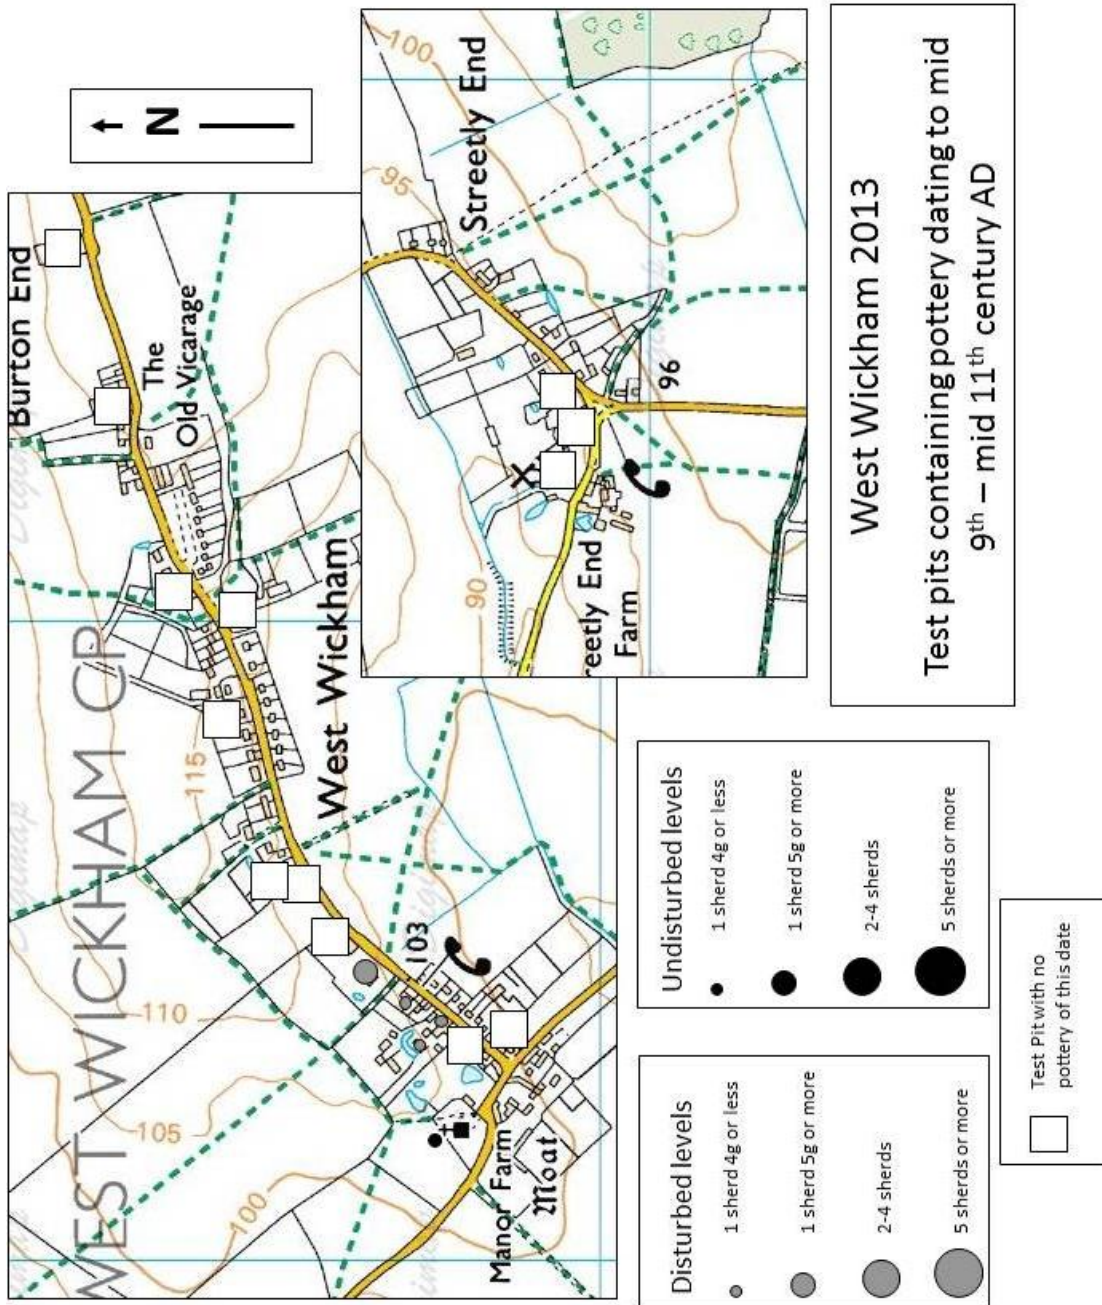 Burton End
The
Old Vicarage
WEST WICKHAM CP
115
110
105
100
West Wickham
103
Manor Farm
Moat
N
100
95
Streetly End
90
96
reetly End
Farm
West Wickham 2013
Test pits containing pottery dating to mid
9th – mid 11th century AD
Disturbed levels
1 sherd 4g or less
1 sherd 5g or more
2-4 sherds
5 sherds or more
Undisturbed levels
1 sherd 4g or less
1 sherd 5g or more
2-4 sherds
5 sherds or more
Test Pit with no
pottery of this date